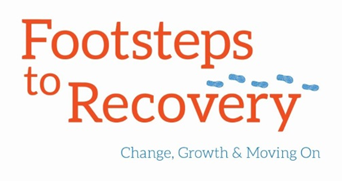 Footsteps
to Recovery
Change, Growth & Moving On